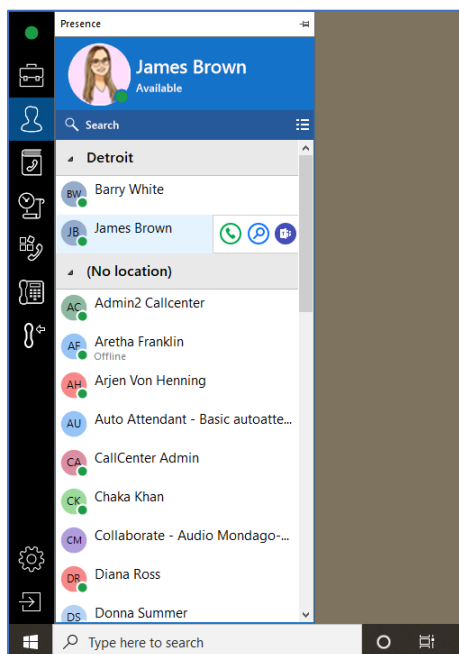 Presence
James Brown
Available
Search
Detroit
BW Barry White
JB James Brown
(No location)
AC Admin2 Callcenter
AF Aretha Franklin
Offline
AH Arjen Von Henning
AU Auto Attendant - Basic autoatte...
CA CallCenter Admin
CK Chaka Khan
CM Collaborate - Audio Mondago-...
DR Diana Ross
DS Donna Summer
Type here to search